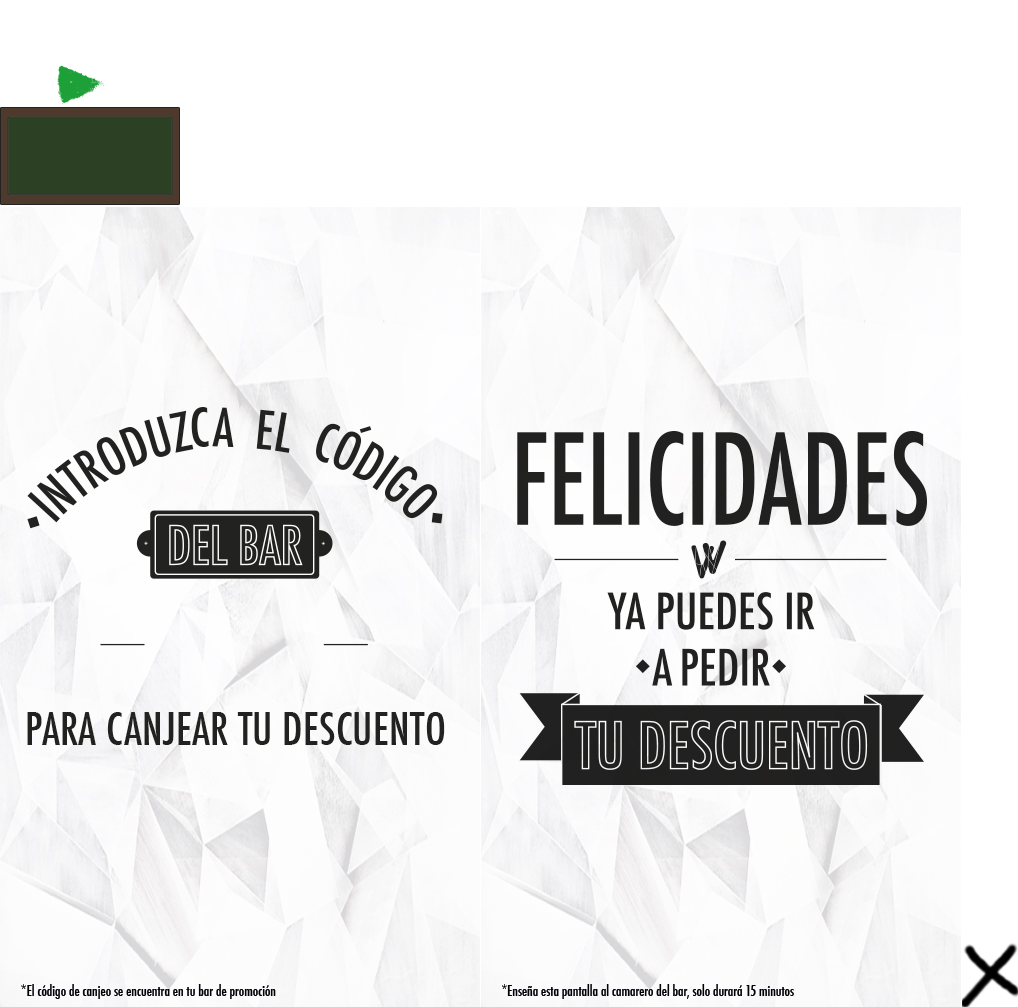 INTRODUZCA EL CÓDIGO
DEL BAR
PARA CANJEAR TU DESCUENTO
*El código de canjeo se encuentra en tu bar de promoción
FELICIDADES
W
YA PUEDES IR
A PEDIR
TU DESCUENTO
*Enseña esta pantalla al camarero del bar, solo durará 15 minutos